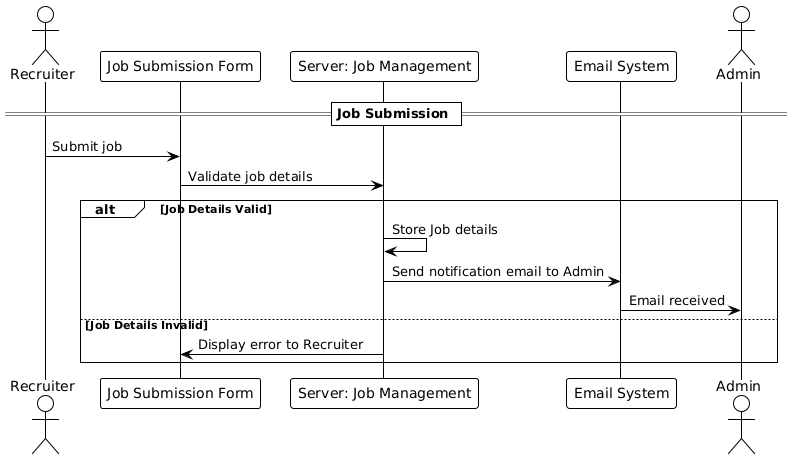 Recruiter
Job Submission Form
Server: Job Management
Email System
Admin
Job Submission
Submit job
Validate job details
alt
[Job Details Valid]
Store Job details
Send notification email to Admin
Email received
[Job Details Invalid]
Display error to Recruiter
Recruiter
Job Submission Form
Server: Job Management
Email System
Admin